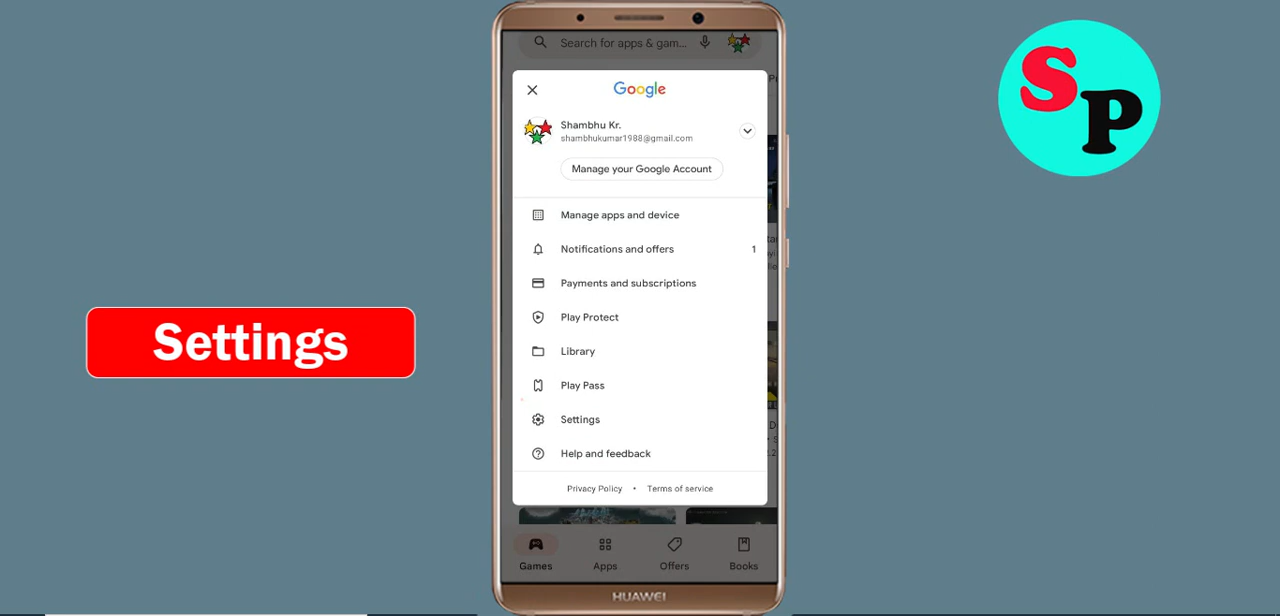 Search for apps & gam...
Google
Shambhu Kr.
shambhukumar1988@gmail.com
Manage your Google Account
Manage apps and device
Notifications and offers 1
Payments and subscriptions
Play Protect
Library
Play Pass
Settings
Help and feedback
Privacy Policy • Terms of service
Games Apps Offers Books
HUAWEI
Settings
SP